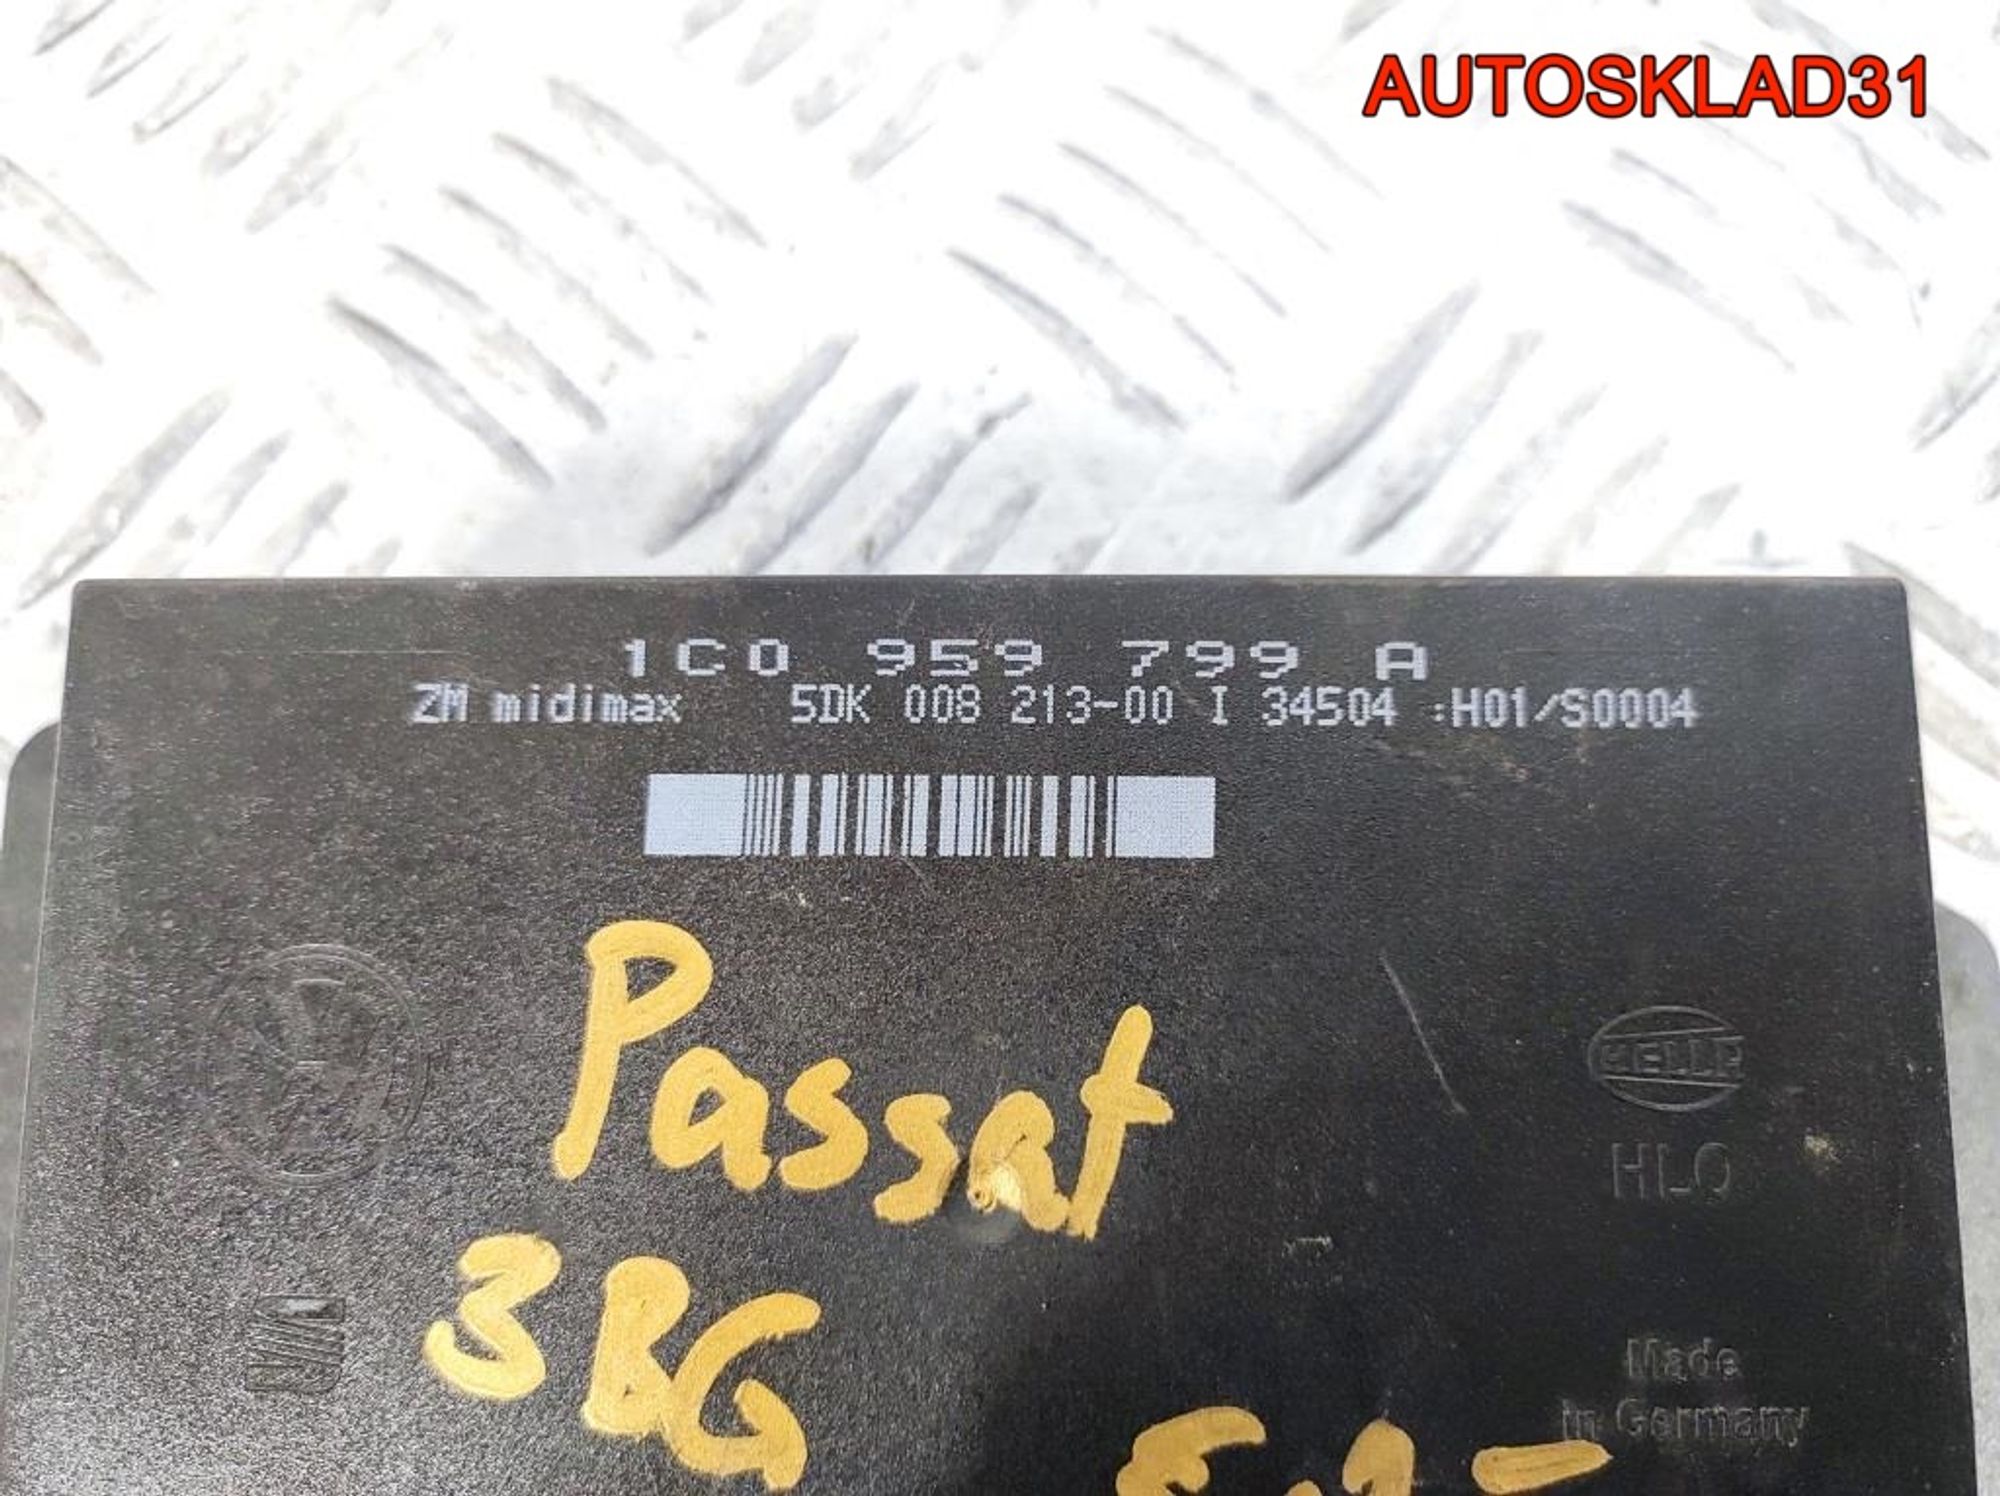 AUTOSKLAD31
1C0 959 799 A
ZM midimax 5DK 008 213-00 I 34504 :H01/S0004
Passat
HELLA
HLO
3BG
Made
in Germany